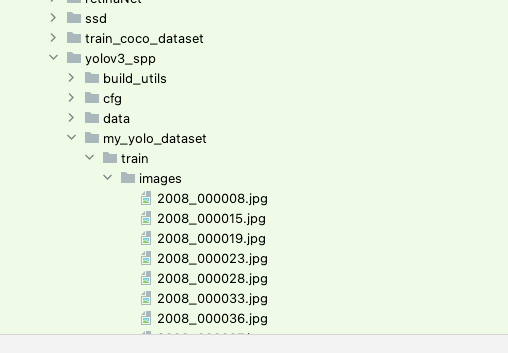 retinaNet
ssd
train_coco_dataset
yolov3_spp
build_utils
cfg
data
my_yolo_dataset
train
images
2008_000008.jpg
2008_000015.jpg
2008_000019.jpg
2008_000023.jpg
2008_000028.jpg
2008_000033.jpg
2008_000036.jpg